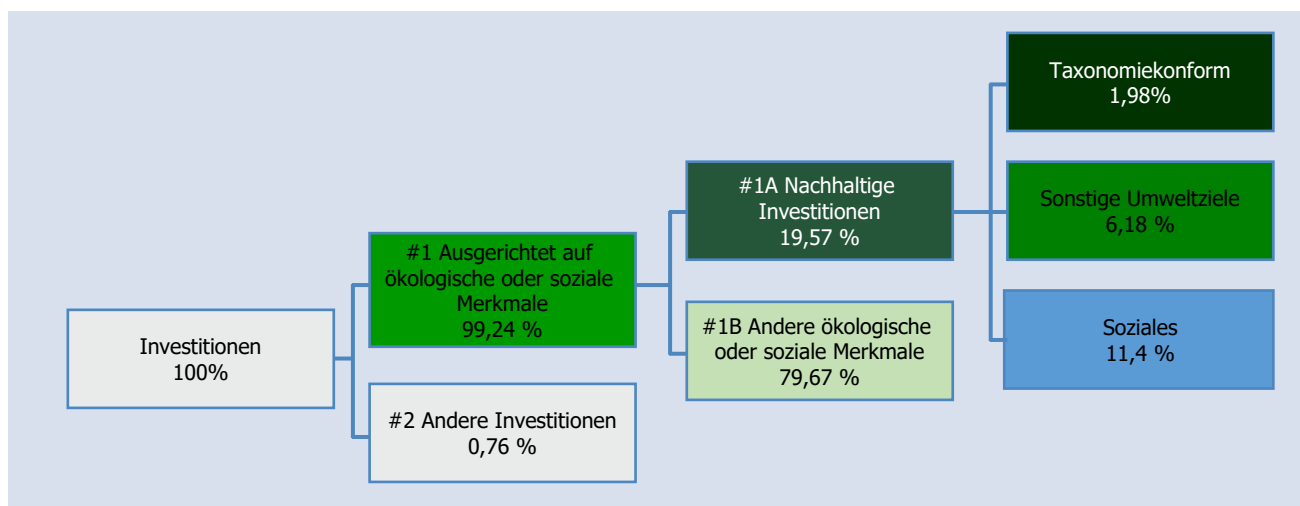 Investitionen
100%
#1 Ausgerichtet auf
ökologische oder soziale
Merkmale
99,24 %
#2 Andere Investitionen
0,76 %
#1A Nachhaltige
Investitionen
19,57 %
#1B Andere ökologische
oder soziale Merkmale
79,67 %
Taxonomiekonform
1,98%
Sonstige Umweltziele
6,18 %
Soziales
11,4 %